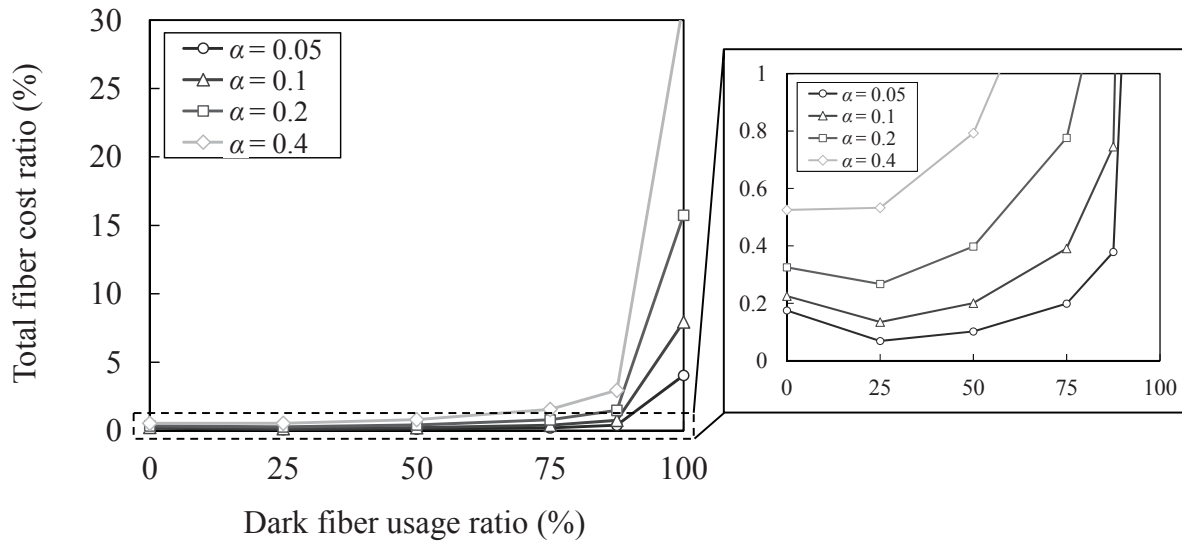 Total fiber cost ratio (%)
30
25
20
15
10
5
0
α = 0.05
α = 0.1
α = 0.2
α = 0.4
0 25 50 75 100
Dark fiber usage ratio (%)
1
0.8
0.6
0.4
0.2
0
α = 0.05
α = 0.1
α = 0.2
α = 0.4
0 25 50 75 100